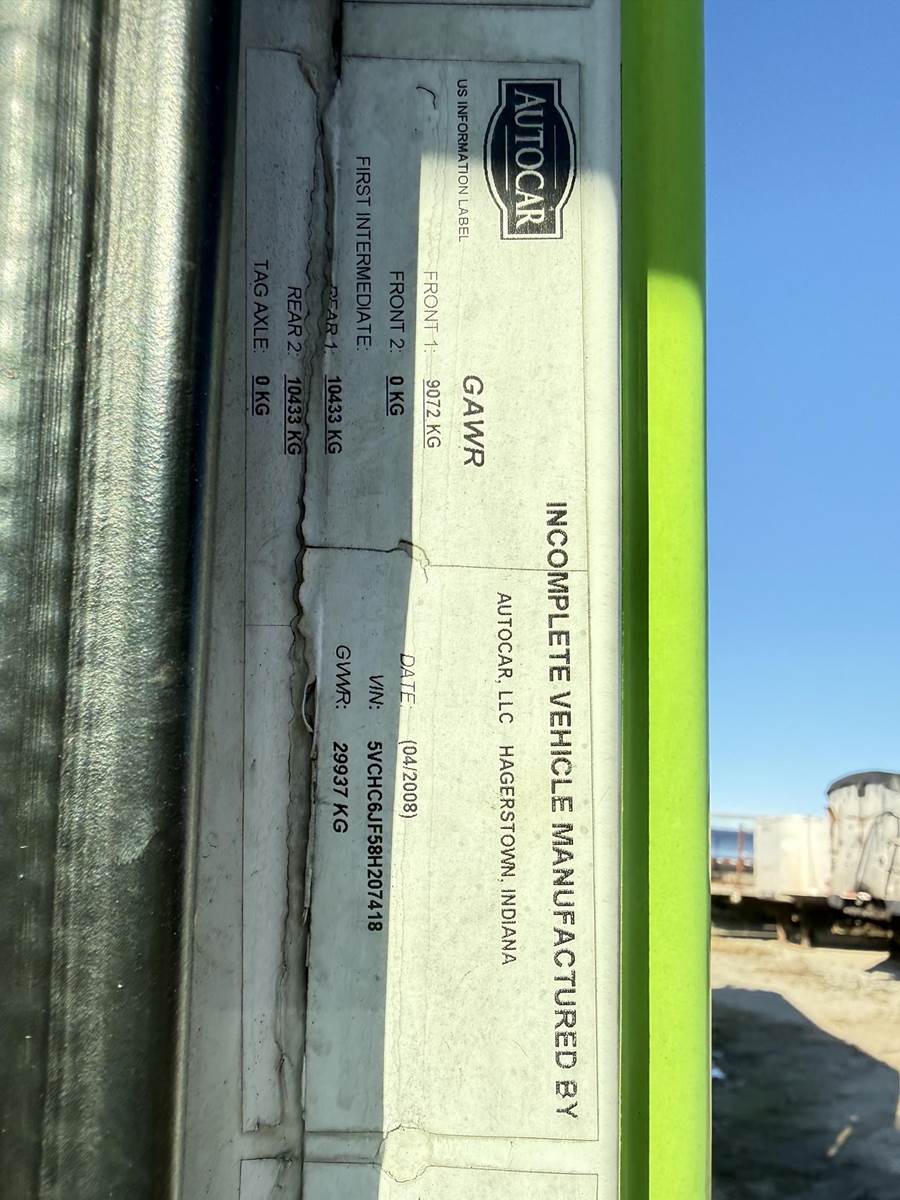 AUTOCAR
US INFORMATION LABEL
INCOMPLETE VEHICLE MANUFACTURED BY
AUTOCAR, LLC HAGERSTOWN, INDIANA
GAWR
FRONT 1: 9072 KG
FRONT 2: 0 KG
FIRST INTERMEDIATE:
REAR 1: 10433 KG
REAR 2: 10433 KG
TAG AXLE: 0 KG
DATE: (04/2008)
VIN: 5VCHC6JF58H207418
GVWR: 29937 KG